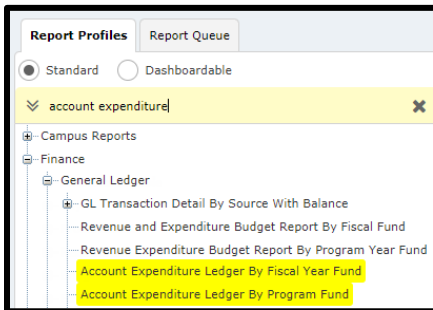 Report Profiles Report Queue
Standard Dashboardable
account expenditure
Campus Reports
Finance
General Ledger
GL Transaction Detail By Source With Balance
Revenue and Expenditure Budget Report By Fiscal Fund
Revenue Expenditure Budget Report By Program Year Fund
Account Expenditure Ledger By Fiscal Year Fund
Account Expenditure Ledger By Program Fund